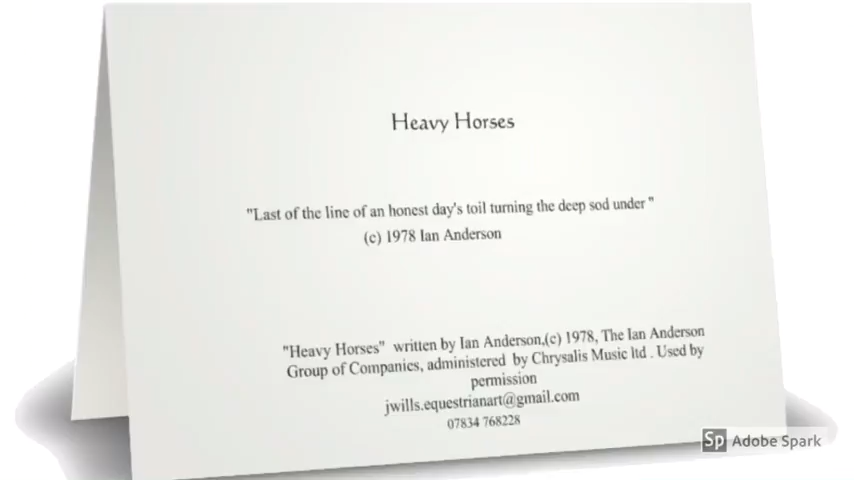 Heavy Horses
"Last of the line of an honest day's toil turning the deep sod under "
(c) 1978 Ian Anderson
"Heavy Horses"  written by Ian Anderson,(c) 1978, The Ian Anderson
Group of Companies, administered  by Chrysalis Music ltd . Used by
permission
jwills.equestrianart@gmail.com
07834 768228
Sp Adobe Spark